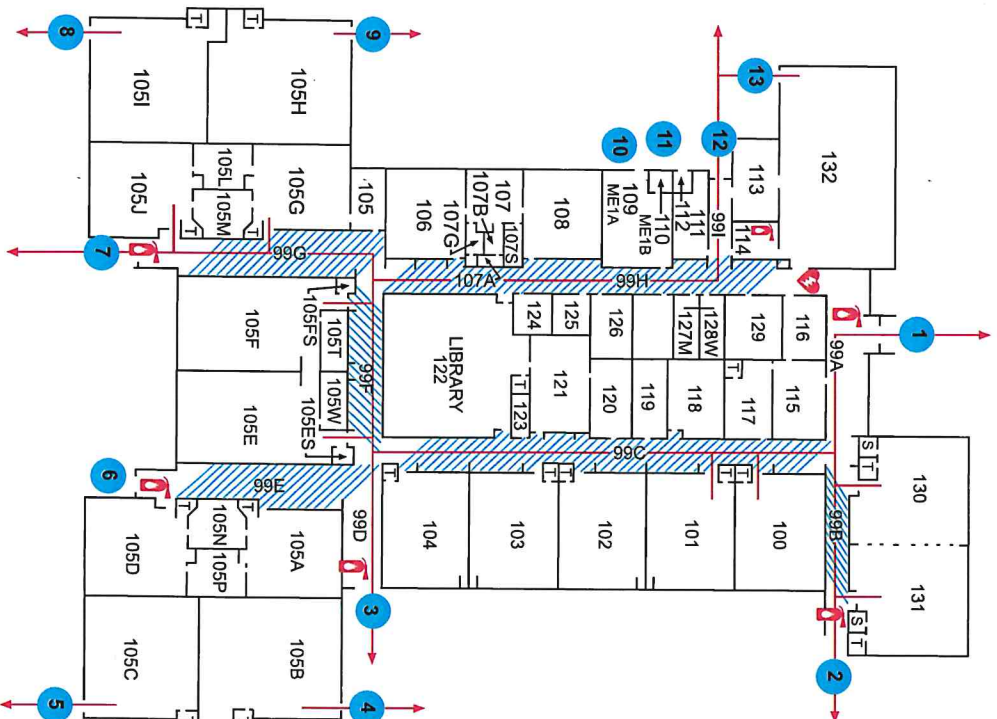 8
9
13
12
11
10
1
7
6
2
3
5
4
T
T
105I
105H
105L
105M
105J
105G
105
106
107
107B
107G
107S
107A
108
109
ME1A
ME1B
110
111
112
99I
113
114
132
99G
99H
99A
105FS
105F
105T
99F
105W
105E
105ES
LIBRARY
122
124
125
126
127M
128W
129
116
T
123
121
120
119
118
T
117
115
99C
S
T
130
99E
99B
T
T
105N
105P
105D
105A
99D
T
104
T
T
103
102
T
T
101
100
131
S
T
105C
105B
T
T